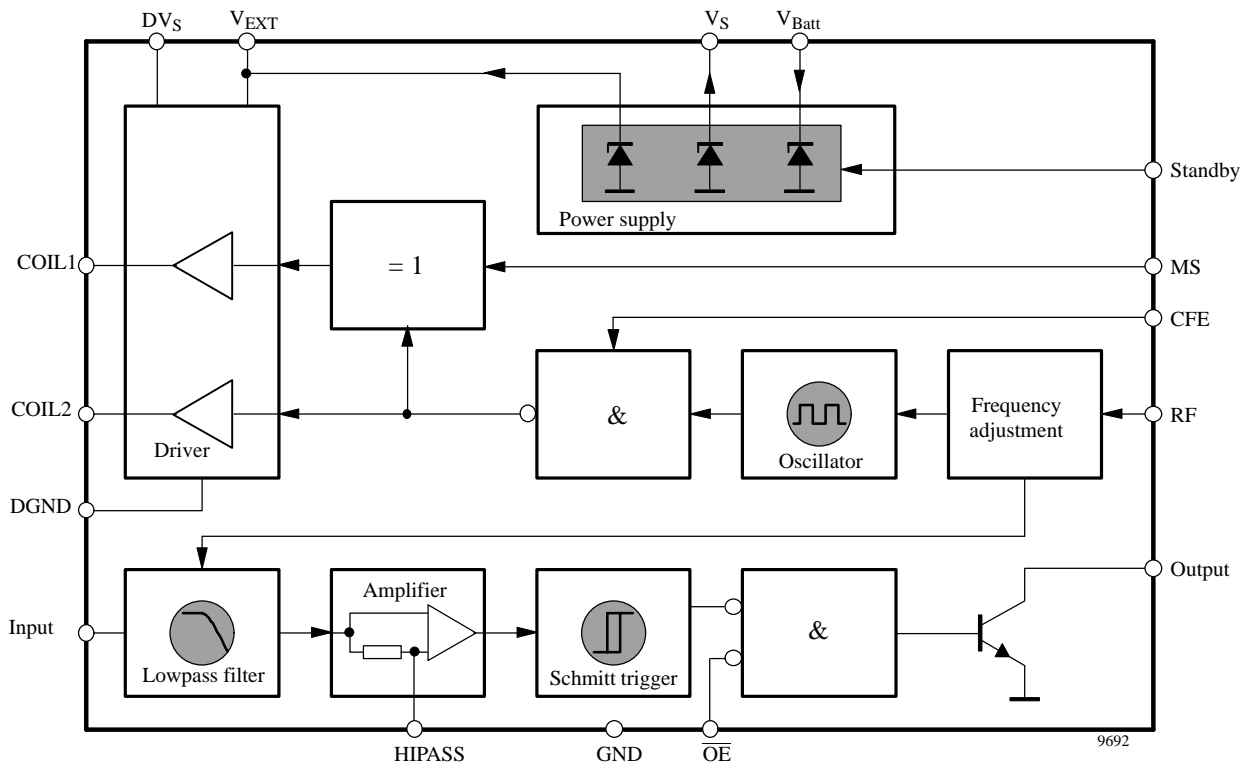 DVS
VEXT
VS
VBatt
Standby
Power supply
COIL1
= 1
MS
CFE
COIL2
&
Frequency
adjustment
RF
Driver
Oscillator
DGND
Amplifier
Output
Input
&
Lowpass filter
Schmitt trigger
HIPASS
GND
OE
9692